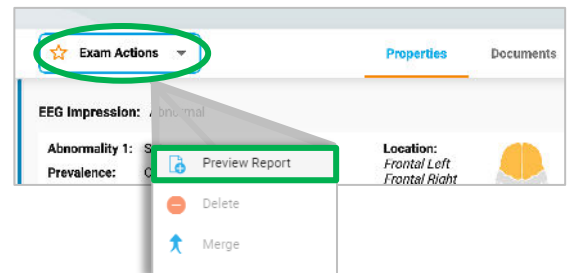 Exam Actions
Properties
Documents
EEG Impression: Abnormal
Abnormality 1:
Location:
Prevalence:
Frontal Left
Frontal Right
Preview Report
Delete
Merge